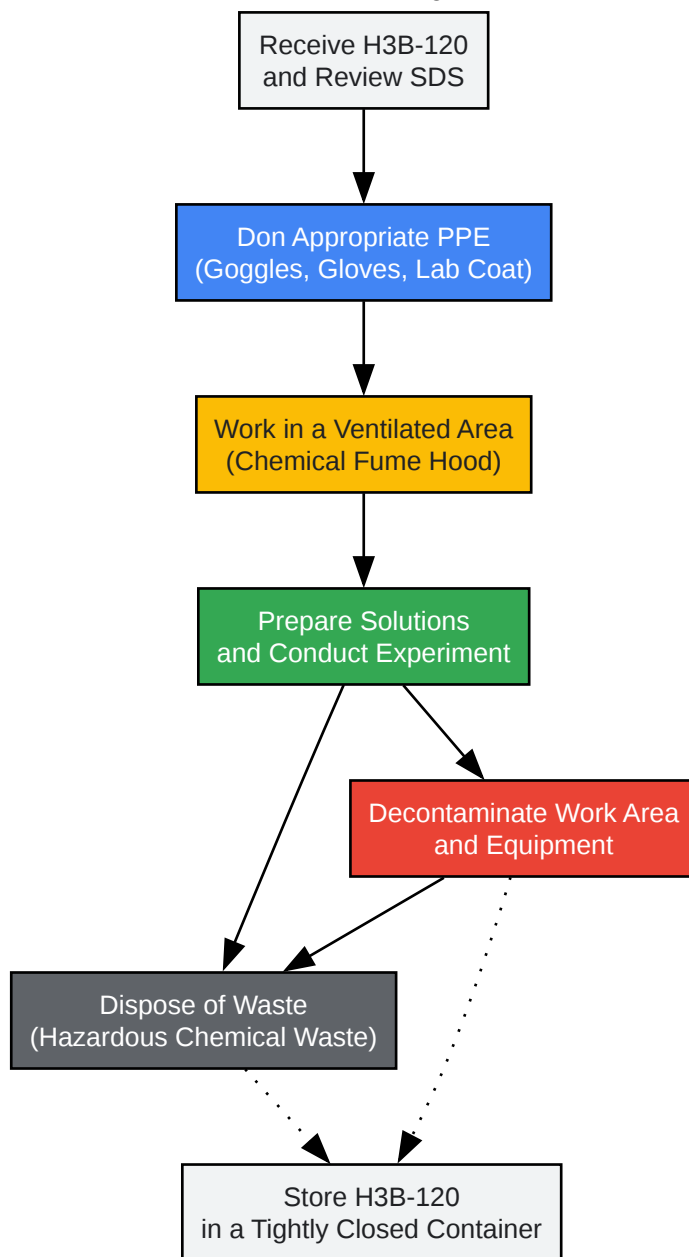 Receive H3B-120
and Review SDS
Don Appropriate PPE
(Goggles, Gloves, Lab Coat)
Work in a Ventilated Area
(Chemical Fume Hood)
Prepare Solutions
and Conduct Experiment
Decontaminate Work Area
and Equipment
Dispose of Waste
(Hazardous Chemical Waste)
Store H3B-120
in a Tightly Closed Container